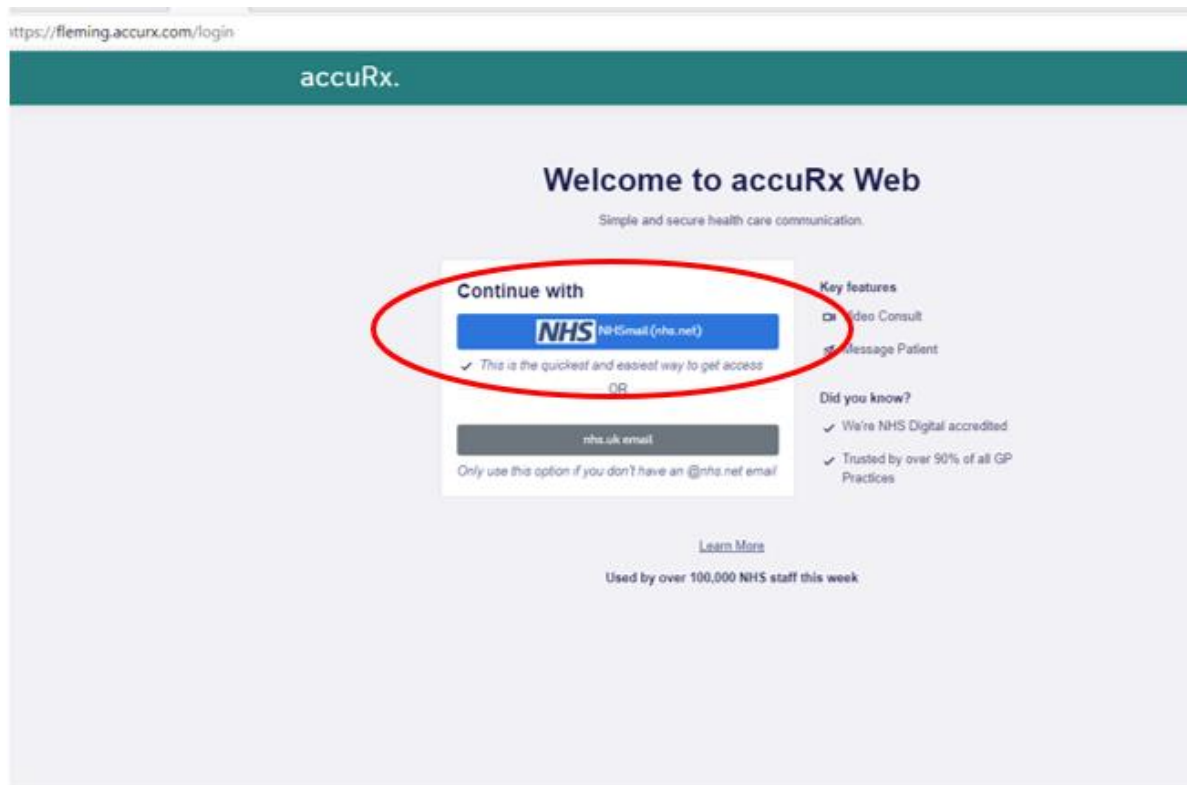 https://fleming.accurx.com/login
accuRx.
Welcome to accuRx Web
Simple and secure health care communication.
Continue with
NHS NHSmail (nhs.net)
This is the quickest and easiest way to get access
OR
nhs.uk email
Only use this option if you don't have an @nhs.net email
Key features
Video Consult
Message Patient
Did you know?
We're NHS Digital accredited
Trusted by over 90% of all GP
Practices
Learn More
Used by over 100,000 NHS staff this week